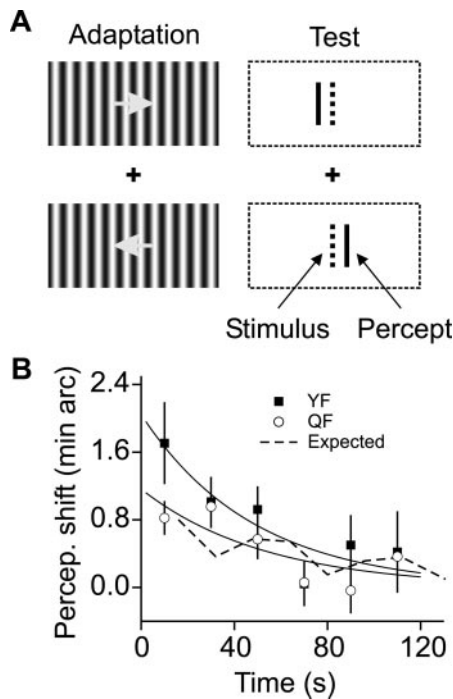 A
Adaptation Test
+ +
Stimulus Percept
B
Percep. shift (min arc)
2.4
1.6
0.8
0.0
YF
QF
Expected
0 40 80 120
Time (s)